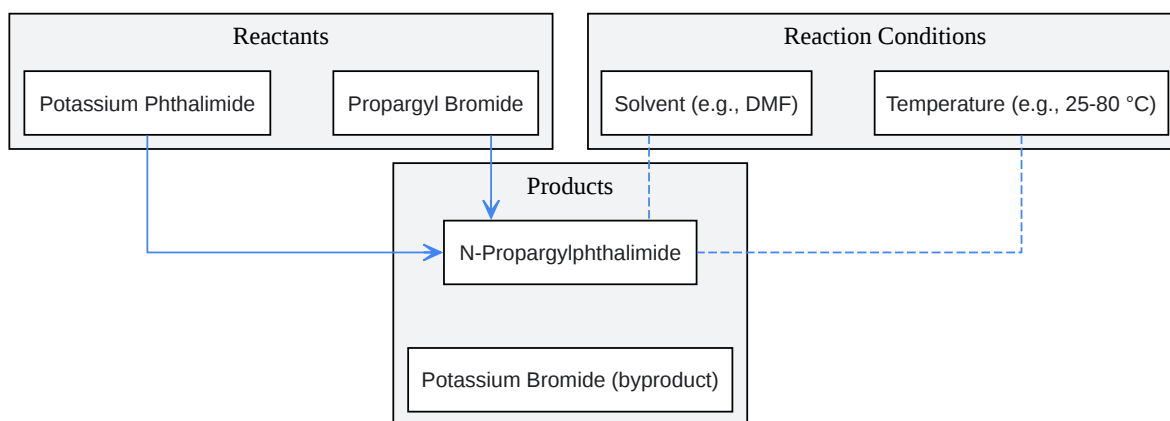 Reactants
Reaction Conditions
Potassium Phthalimide
Propargyl Bromide
Solvent (e.g., DMF)
Temperature (e.g., 25-80 °C)
Products
N-Propargylphthalimide
Potassium Bromide (byproduct)